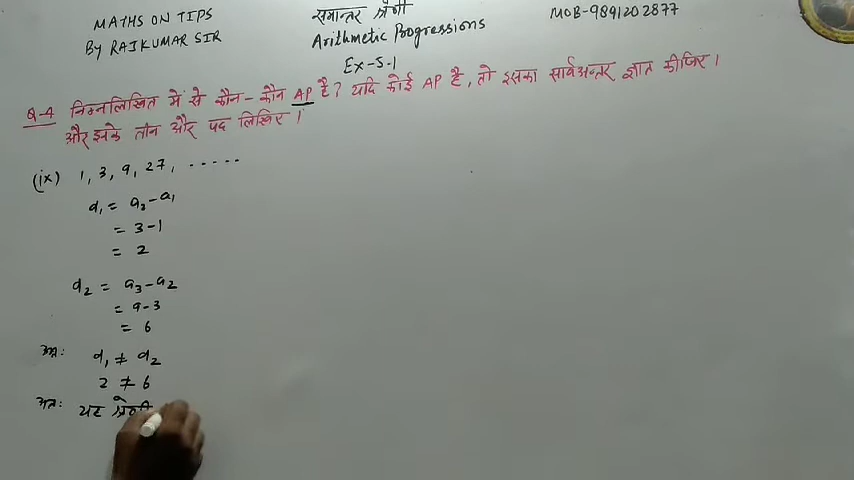 MATHS ON TIPS
BY RAJKUMAR SIR
समान्तर श्रेणी
Arithmetic Progressions
Ex-5.1
MOB-9891202877
Q-4 निम्नलिखित में से कौन-कौन AP है? यदि कोई AP है, तो इसका सार्वअन्तर ज्ञात कीजिए।
और इनके तीन और पद लिखिए।
(ix) 1, 3, 9, 27, .....
d₁ = a₂-a₁
= 3-1
= 2
d₂ = a₃-a₂
= 9-3
= 6
d₁ ≠ d₂
2 ≠ 6
अतः यह श्रेणी